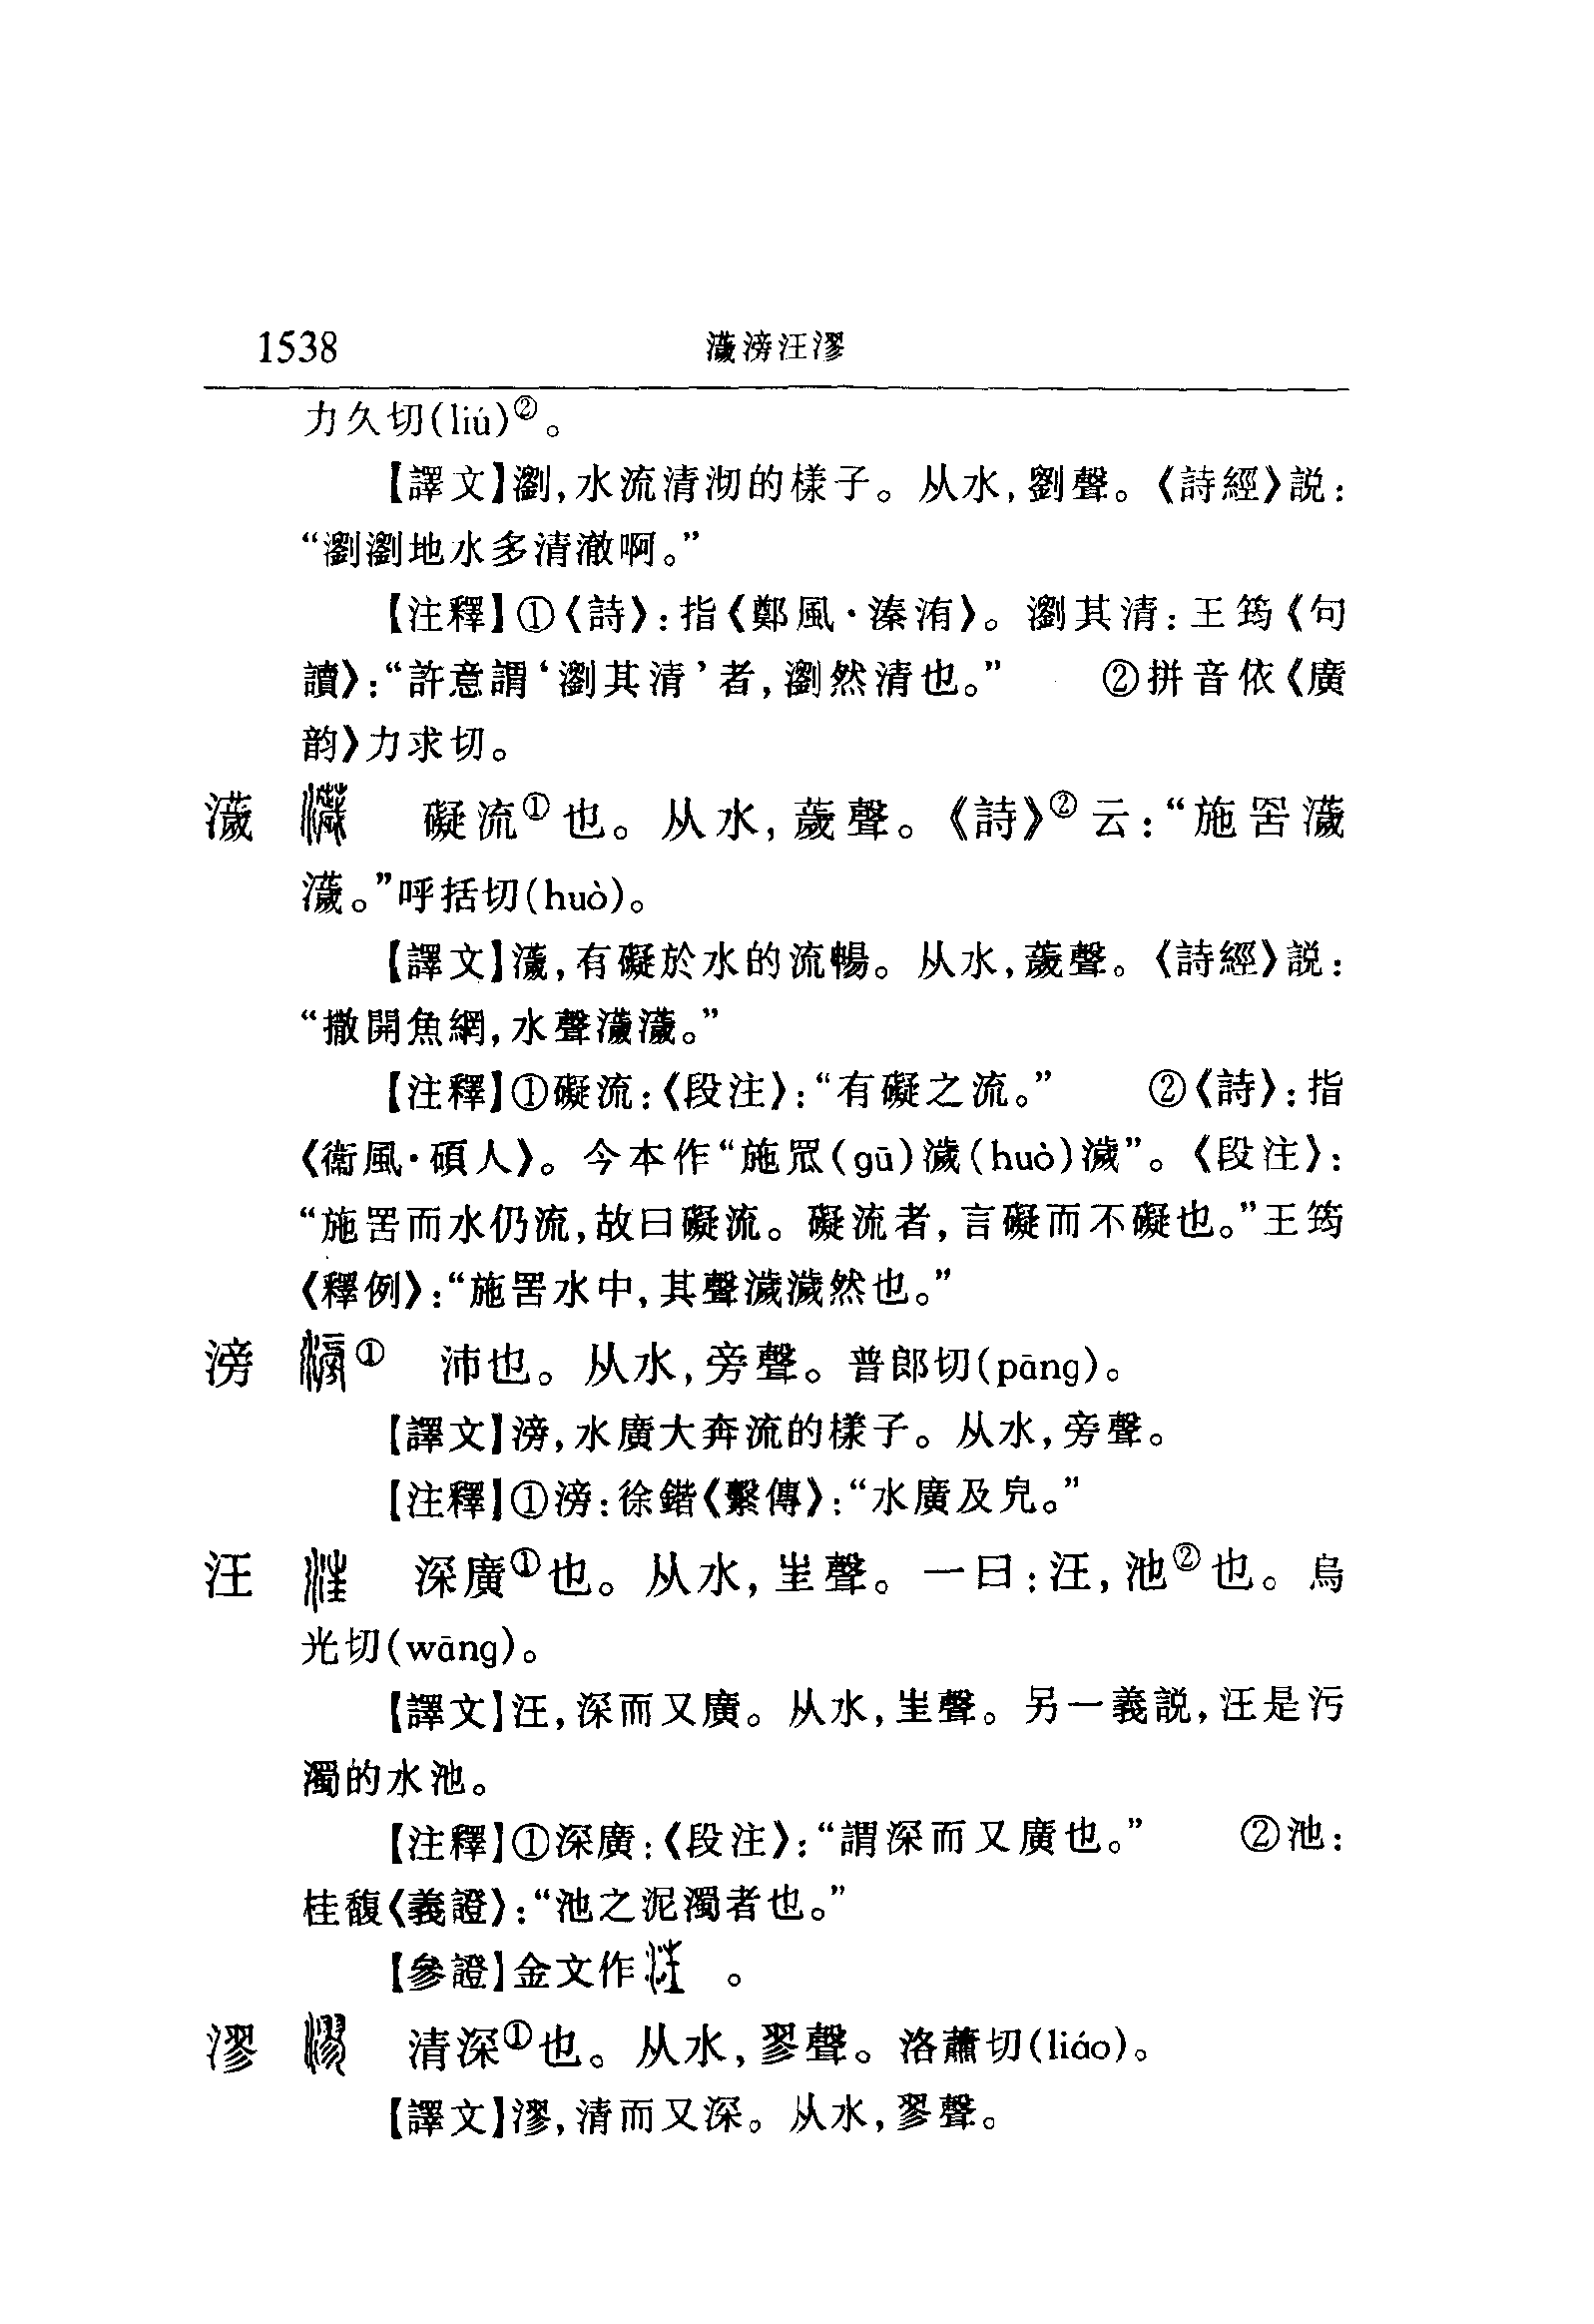 1538 濊滂汪漻
力久切(liú)②。
【譯文】瀏,水流清沏的樣子。从水,劉聲。《詩經》説:
“瀏瀏地水多清澈啊。”
【注釋】①《詩》:指《鄭風·溱洧》。瀏其清:王筠《句
讀》:“許意謂‘瀏其清’者,瀏然清也。” ②拼音依《廣
韵》力求切。
瀎 礙流①也。从水,薉聲。《詩》②云:“施罟
。”呼括切(huò)。
【譯文】,有礙於水的流暢。从水,薉聲。《詩經》説:
“撒開魚網,水聲。”
【注釋】①礙流:《段注》:“有礙之流。” ②《詩》:指
《衞風·碩人》。今本作“施罛(gū)濊(huò)濊”。《段注》:
“施罟而水仍流,故曰礙流。礙流者,言礙而不礙也。”王筠
《釋例》:“施罟水中,其聲濊濊然也。”
滂 ① 沛也。从水,旁聲。普郎切(pāng)。
【譯文】滂,水廣大奔流的樣子。从水,旁聲。
【注釋】①滂:徐鍇《繫傳》:“水廣及皃。”
汪 深廣①也。从水,㞷聲。一曰:汪,池②也。烏
光切(wāng)。
【譯文】汪,深而又廣。从水,㞷聲。另一義説,汪是污
濁的水池。
【注釋】①深廣:《段注》:“謂深而又廣也。” ②池:
桂馥《義證》:“池之泥濁者也。”
【參證】金文作 。
漻 清深①也。从水,翏聲。洛蕭切(liáo)。
【譯文】漻,清而又深。从水,翏聲。